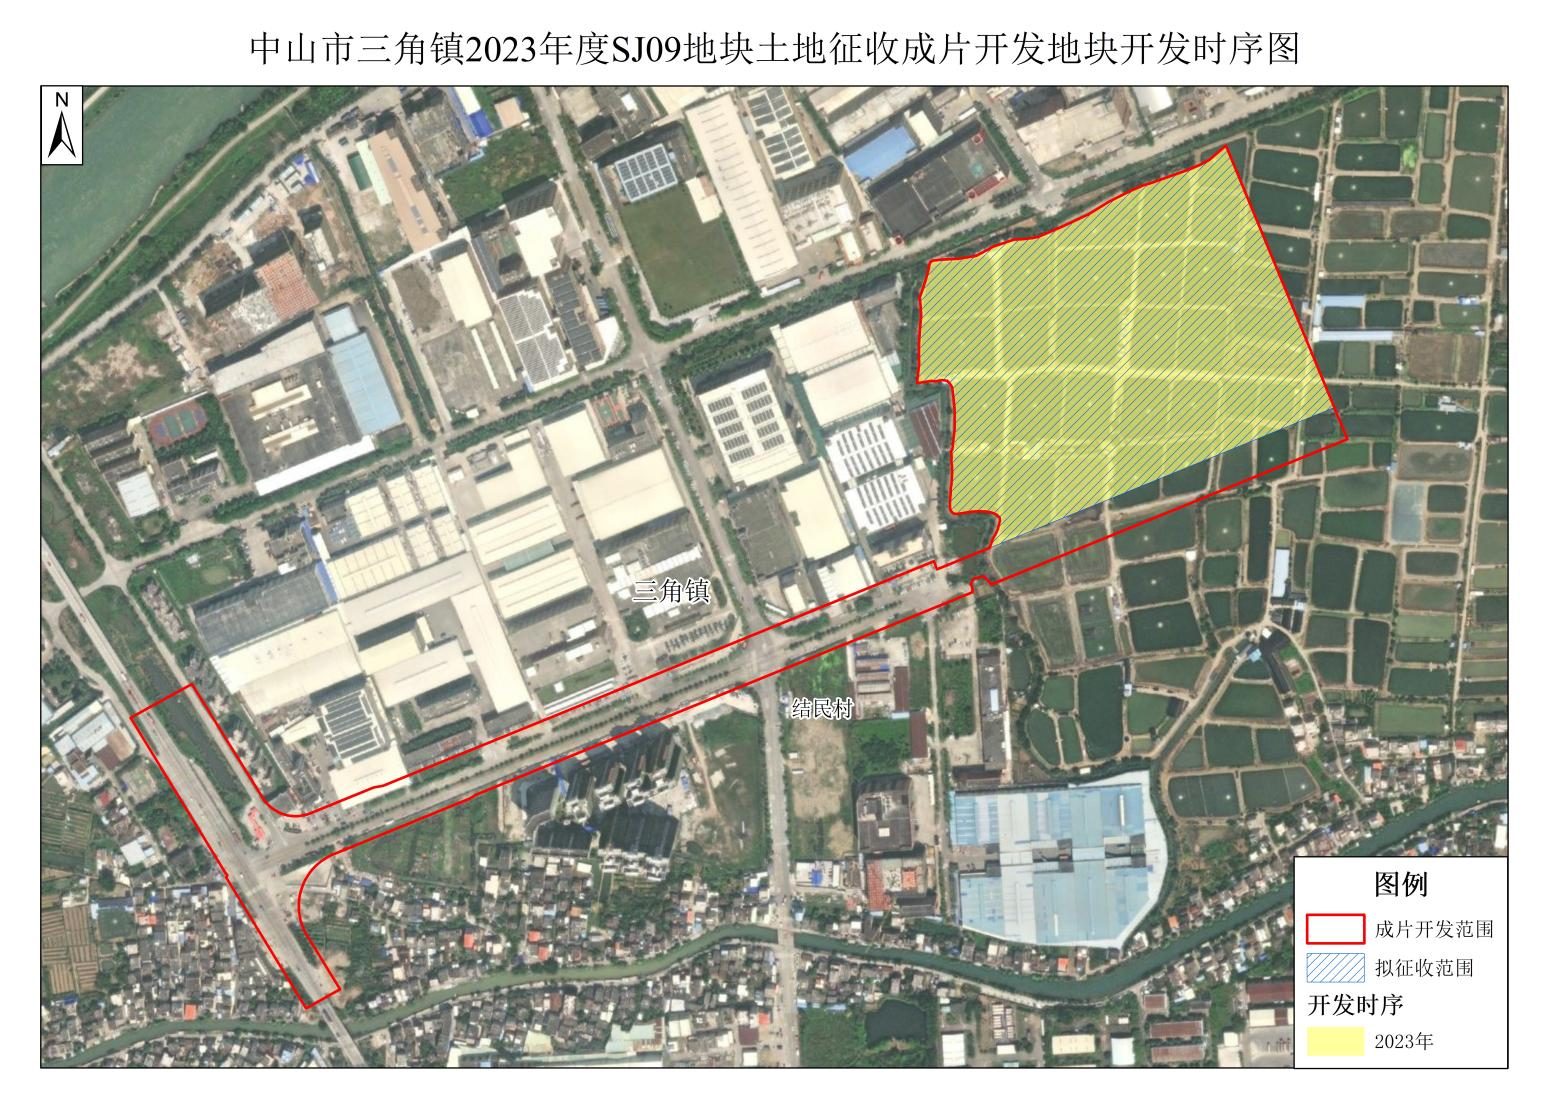 中山市三角镇2023年度SJ09地块土地征收成片开发地块开发时序图
N
三角镇
结民村
图例
成片开发范围
拟征收范围
开发时序
2023年